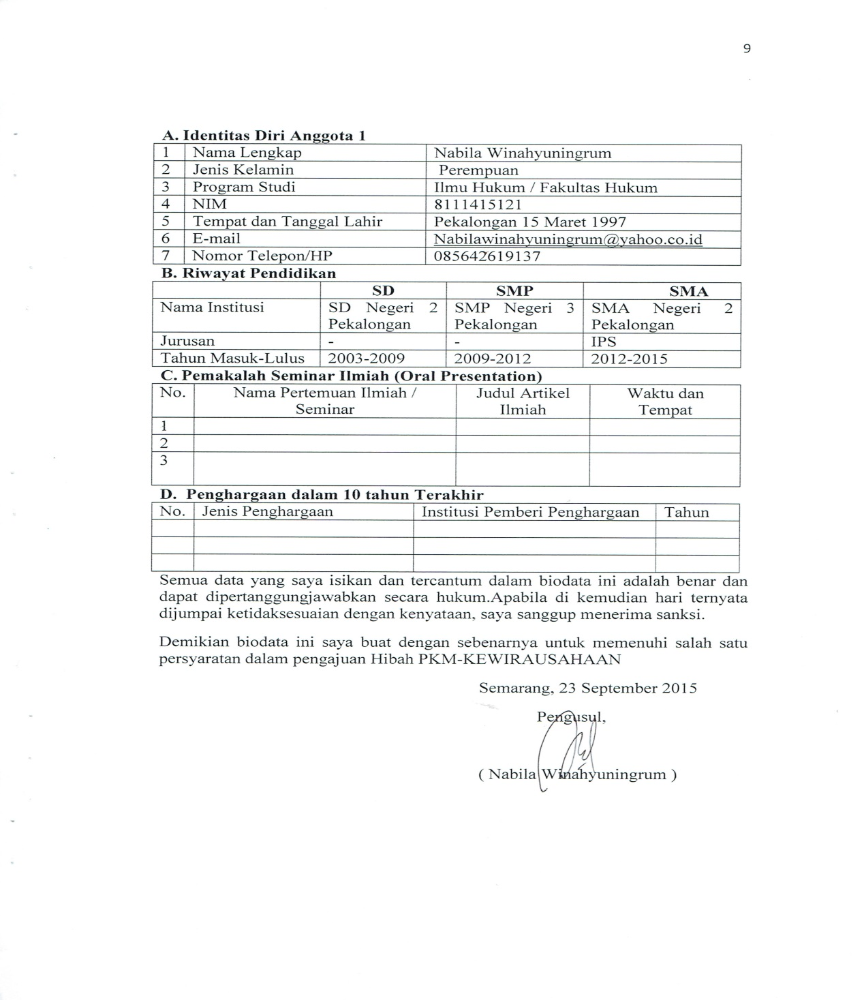 9
A. Identitas Diri Anggota 1
1 Nama Lengkap Nabila Winahyuningrum
2 Jenis Kelamin Perempuan
3 Program Studi Ilmu Hukum / Fakultas Hukum
4 NIM 8111415121
5 Tempat dan Tanggal Lahir Pekalongan 15 Maret 1997
6 E-mail Nabilawinahyuningrum@yahoo.co.id
7 Nomor Telepon/HP 085642619137
B. Riwayat Pendidikan
SD SMP SMA
Nama Institusi SD Negeri 2 SMP Negeri 3 SMA Negeri 2
Pekalongan Pekalongan Pekalongan
Jurusan - - IPS
Tahun Masuk-Lulus 2003-2009 2009-2012 2012-2015
C. Pemakalah Seminar Ilmiah (Oral Presentation)
No. Nama Pertemuan Ilmiah / Judul Artikel Waktu dan
Seminar Ilmiah Tempat
1
2
3
D. Penghargaan dalam 10 tahun Terakhir
No. Jenis Penghargaan Institusi Pemberi Penghargaan Tahun
Semua data yang saya isikan dan tercantum dalam biodata ini adalah benar dan
dapat dipertanggungjawabkan secara hukum.Apabila di kemudian hari ternyata
dijumpai ketidaksesuaian dengan kenyataan, saya sanggup menerima sanksi.
Demikian biodata ini saya buat dengan sebenarnya untuk memenuhi salah satu
persyaratan dalam pengajuan Hibah PKM-KEWIRAUSAHAAN
Semarang, 23 September 2015
Pengusul,
( Nabila Winahyuningrum )